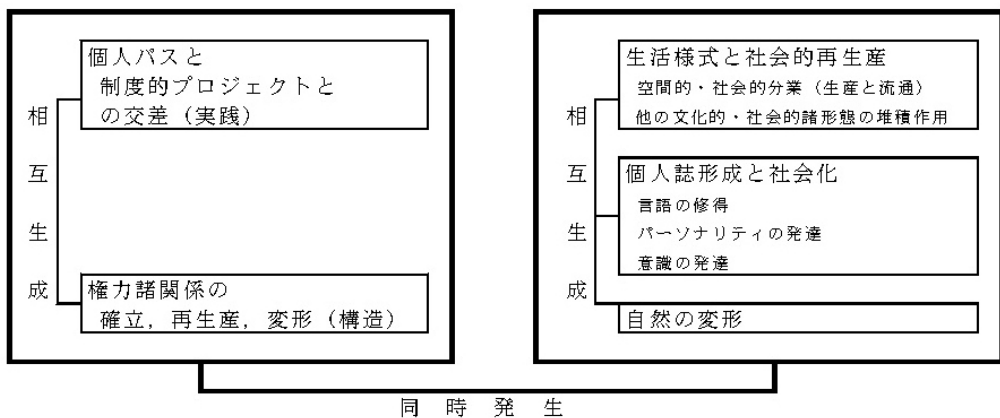 個人パスと
制度的プロジェクトと
の交差（実践）
相互生成
権力諸関係の
確立，再生産，変形（構造）
生活様式と社会的再生産
空間的・社会的分業（生産と流通）
他の文化的・社会的諸形態の堆積作用
相互生成
個人誌形成と社会化
言語の修得
パーソナリティの発達
意識の発達
自然の変形
同時発生